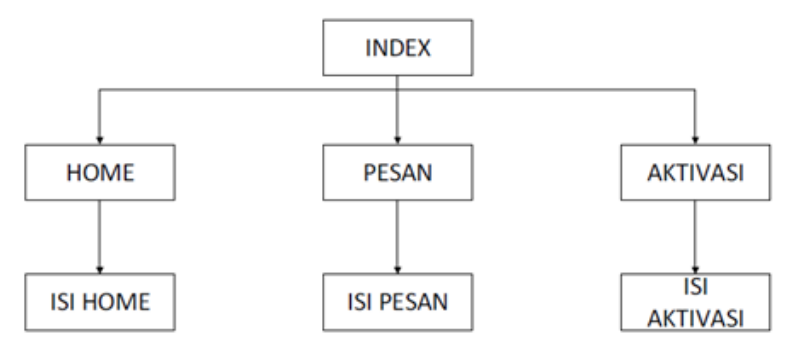 INDEX
HOME
PESAN
AKTIVASI
ISI HOME
ISI PESAN
ISI
AKTIVASI